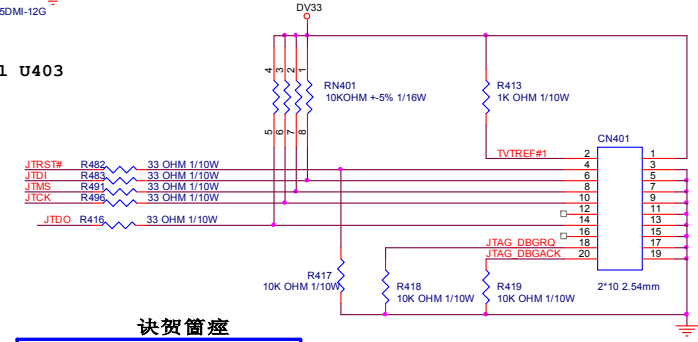 5DMI-12G
DV33
1 U403
4 3 2 1
RN401
10KOHM +-5% 1/16W
5 6 7 8
R413
1K OHM 1/10W
CN401
TVTREF#1 2 1
JTRST# R482 33 OHM 1/10W 4 3
JTDI R483 33 OHM 1/10W 6 5
JTMS R491 33 OHM 1/10W 8 7
JTCK R496 33 OHM 1/10W 10 9
12 11
JTDO R416 33 OHM 1/10W 14 13
16 15
JTAG_DBGRQ 18 17
JTAG_DBGACK 20 19
R417
10K OHM 1/10W
R418
10K OHM 1/10W
R419
10K OHM 1/10W
2*10 2.54mm
诀贺箇痙